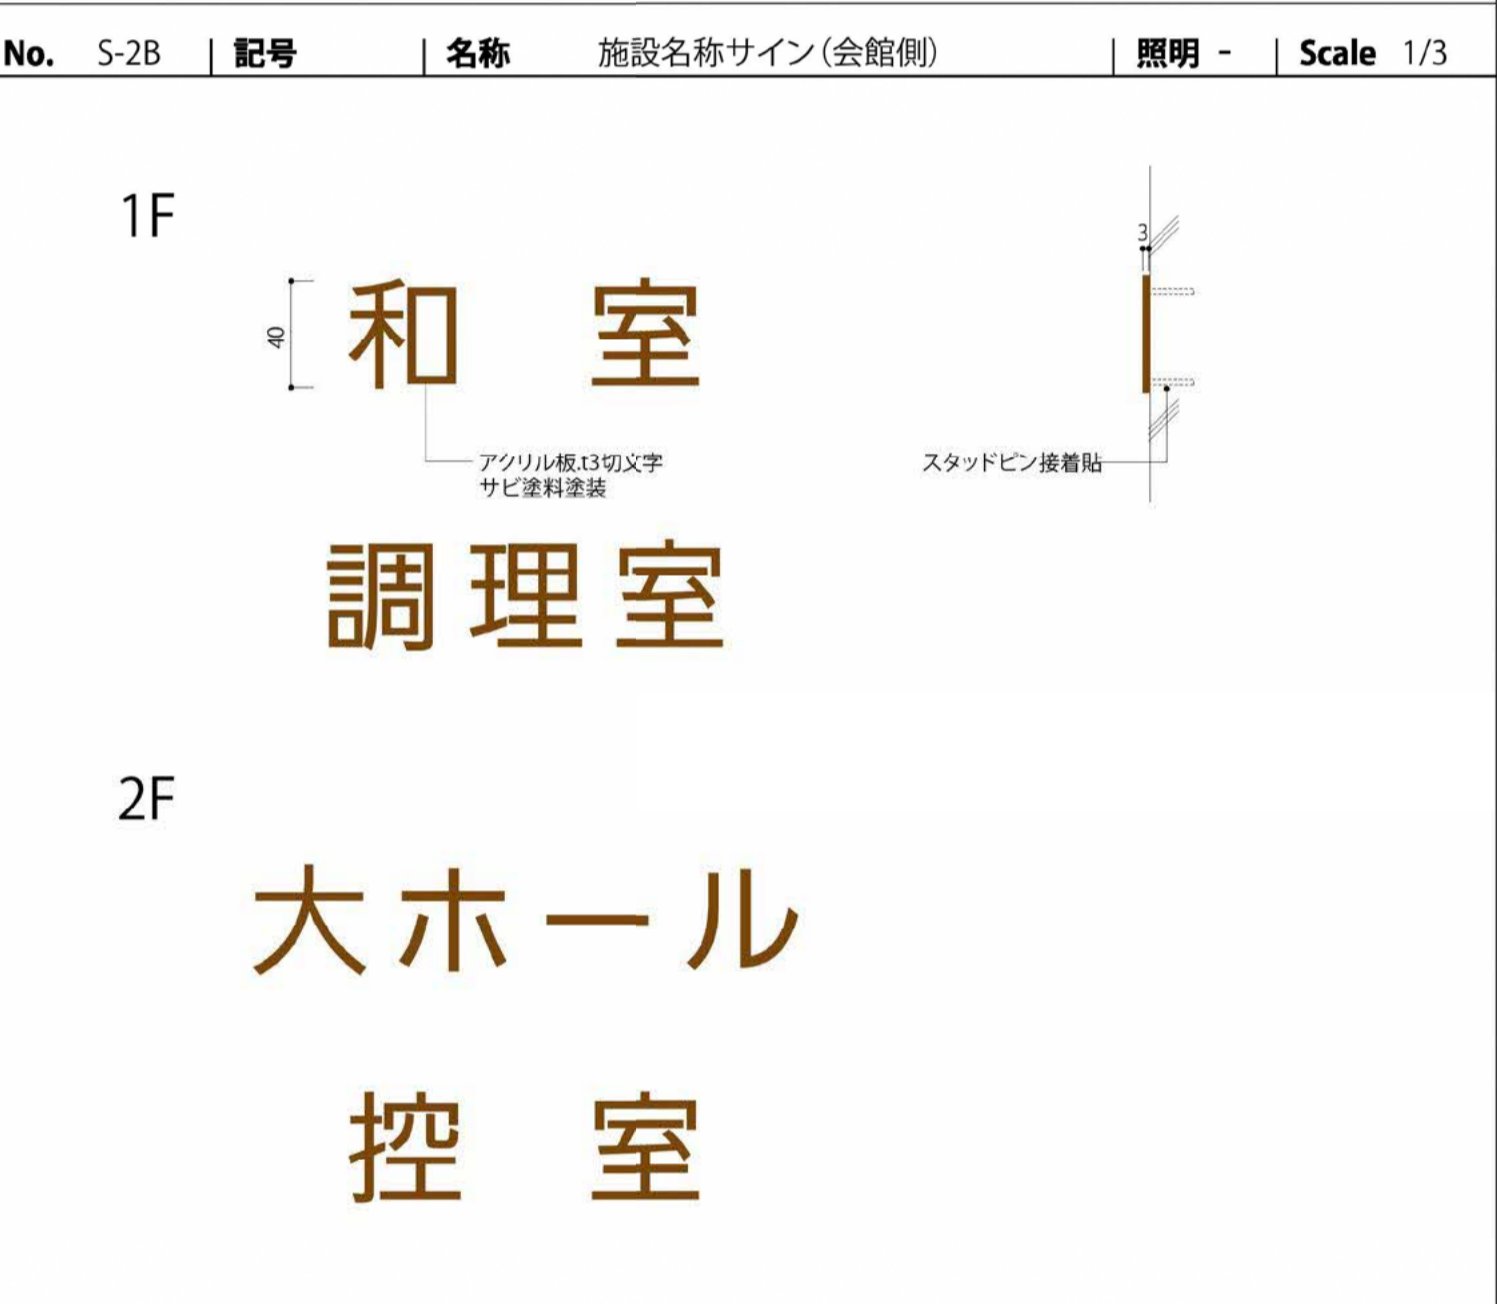 No. S-2B 記号 名称 施設名称サイン(会館側) 照明 - Scale 1/3
1F
3
40
和 室
アクリル板.t3切文字
サビ塗料塗装
スタッドピン接着貼
調理室
2F
大ホール
控 室